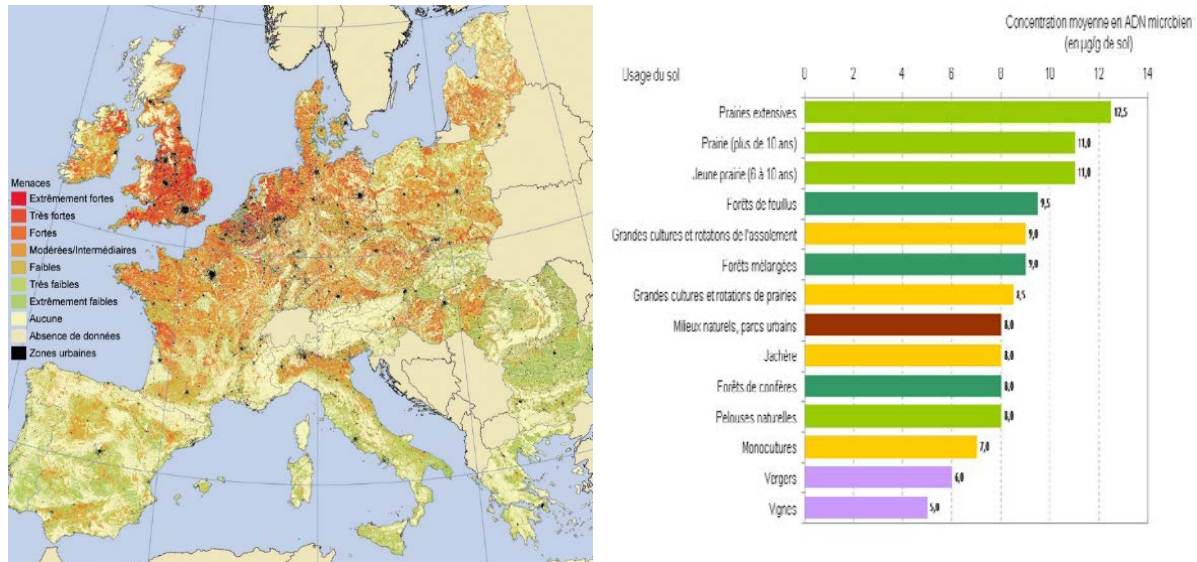 Menaces
Extrêmement fortes
Très fortes
Fortes
Modérées/Intermédiaires
Faibles
Très faibles
Extrêmement faibles
Aucune
Absence de données
Zones urbaines
Concentration moyenne en ADN microbien
(en µg/g de sol)
Usage du sol
0 2 4 6 8 10 12 14
Prairies extensives 12,5
Prairie (plus de 10 ans) 11,0
Jeune prairie (6 à 10 ans) 11,0
Forêts de feuillus 9,5
Grandes cultures et rotations de l'assolement 9,0
Forêts mélangées 9,0
Grandes cultures et rotations de prairies 8,5
Milieux naturels, parcs urbains 8,0
Jachère 8,0
Forêts de conifères 8,0
Pelouses naturelles 8,0
Monocutures 7,0
Vergers 6,0
Vignes 5,0